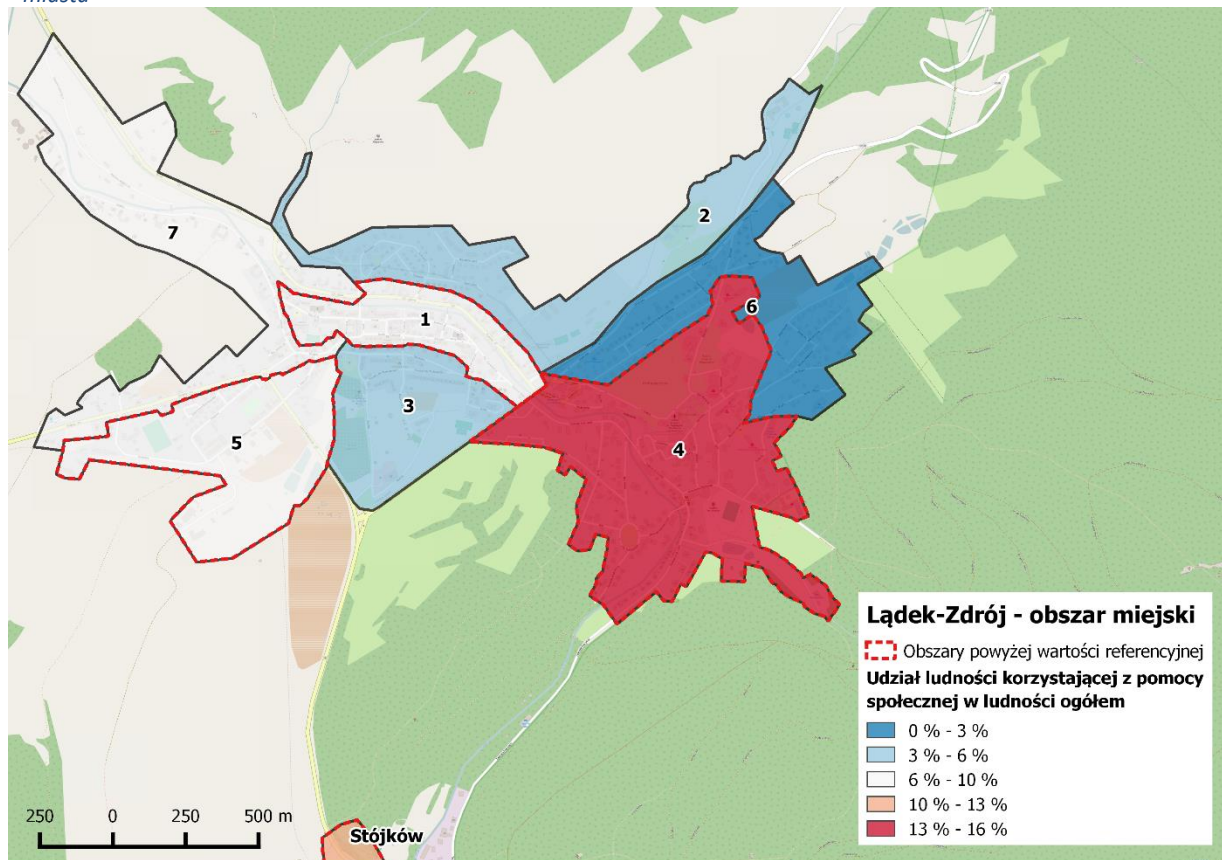 miasta
2
7
6
1
3
5
4
Lądek-Zdrój - obszar miejski
Obszary powyżej wartości referencyjnej
Udział ludności korzystającej z pomocy
społecznej w ludności ogółem
0 % - 3 %
3 % - 6 %
6 % - 10 %
10 % - 13 %
13 % - 16 %
250 0 250 500 m
Stójków